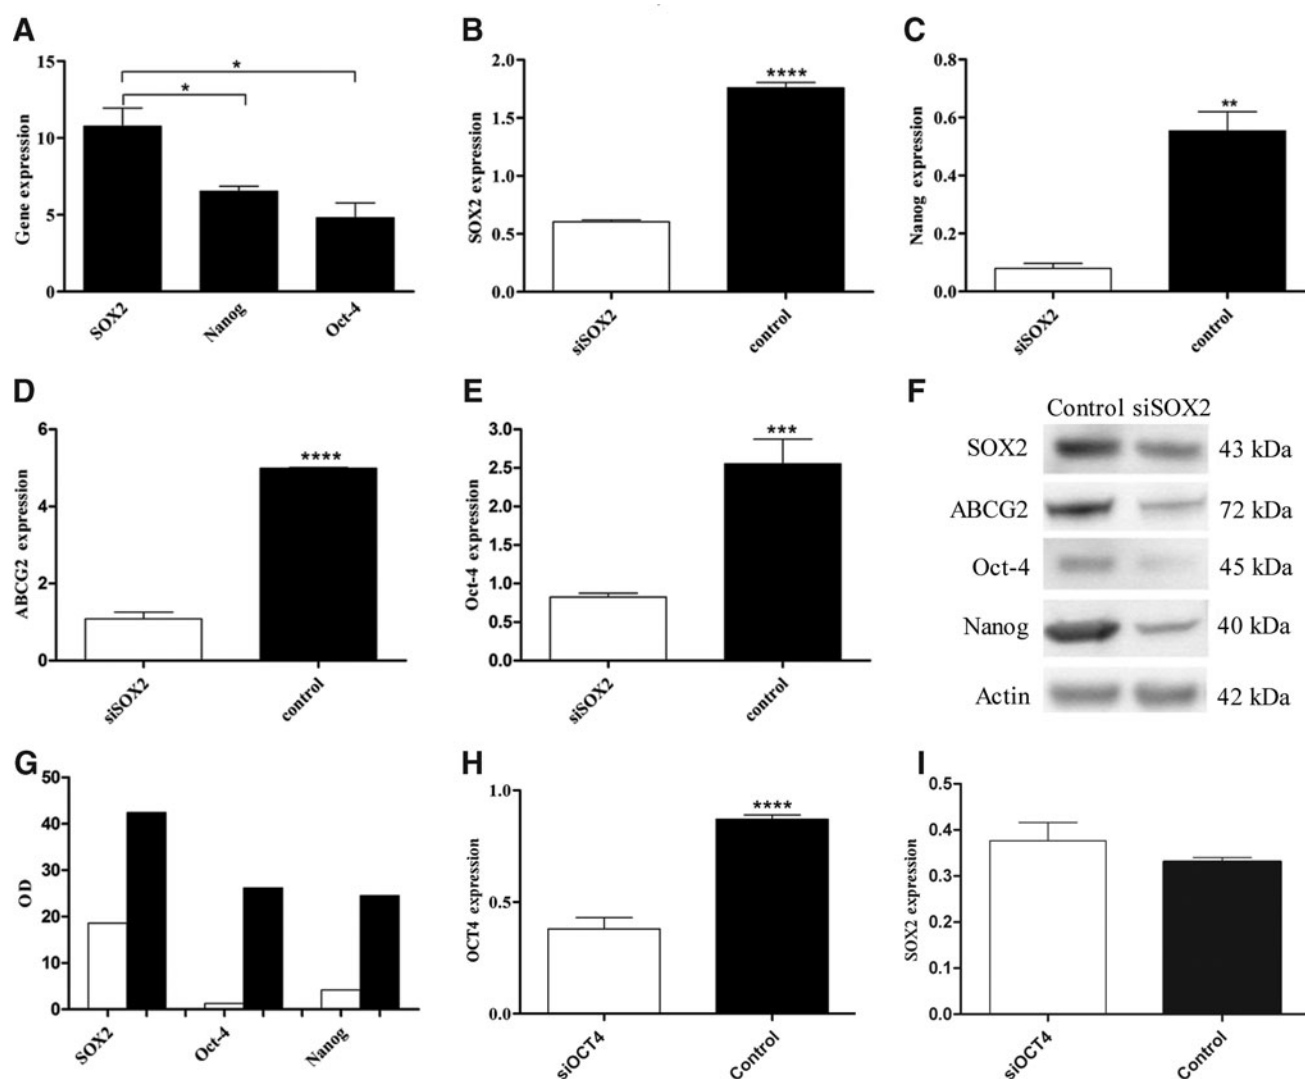 A
Gene expression
15
10
5
0
*
*
SOX2
Nanog
Oct-4
B
SOX2 expression
2.0
1.5
1.0
0.5
0.0
****
siSOX2
control
C
Nanog expression
0.8
0.6
0.4
0.2
0.0
**
siSOX2
control
D
ABCG2 expression
6
4
2
0
****
siSOX2
control
E
Oct-4 expression
3.0
2.5
2.0
1.5
1.0
0.5
0.0
***
siSOX2
control
F
Control siSOX2
SOX2 43 kDa
ABCG2 72 kDa
Oct-4 45 kDa
Nanog 40 kDa
Actin 42 kDa
G
OD
50
40
30
20
10
0
SOX2
Oct-4
Nanog
H
OCT4 expression
1.0
0.5
0.0
****
siOCT4
Control
I
SOX2 expression
0.5
0.4
0.3
0.2
0.1
0.0
siOCT4
Control